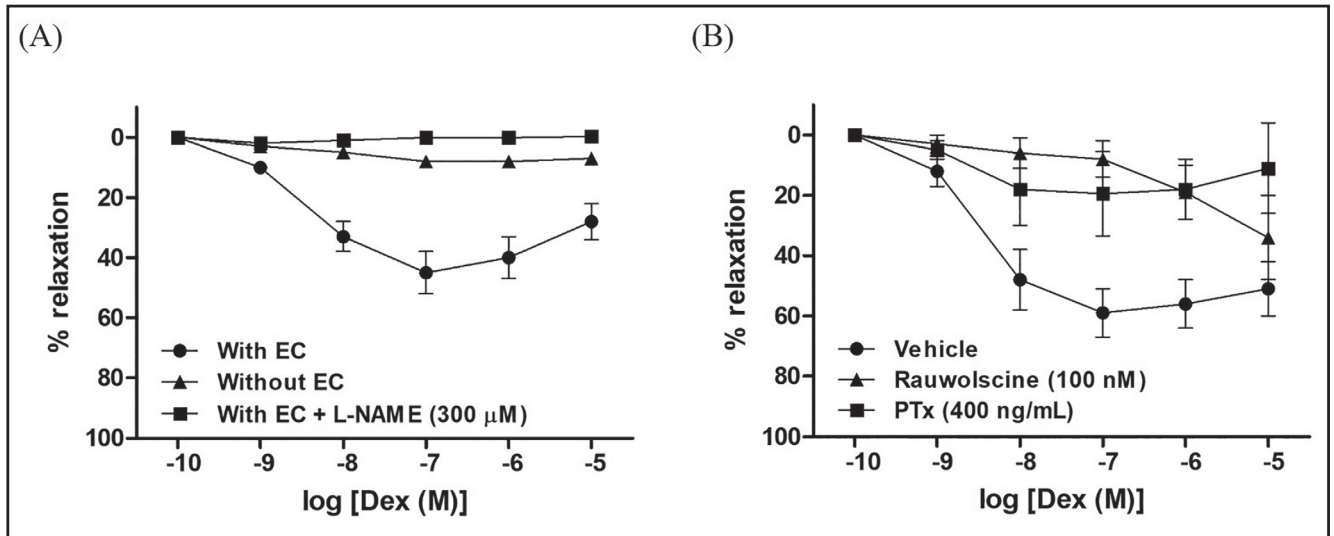 (A)
0
20
40
60
80
100
% relaxation
With EC
Without EC
With EC + L-NAME (300 μM)
-10 -9 -8 -7 -6 -5
log [Dex (M)]
(B)
0
20
40
60
80
100
% relaxation
Vehicle
Rauwolscine (100 nM)
PTx (400 ng/mL)
-10 -9 -8 -7 -6 -5
log [Dex (M)]